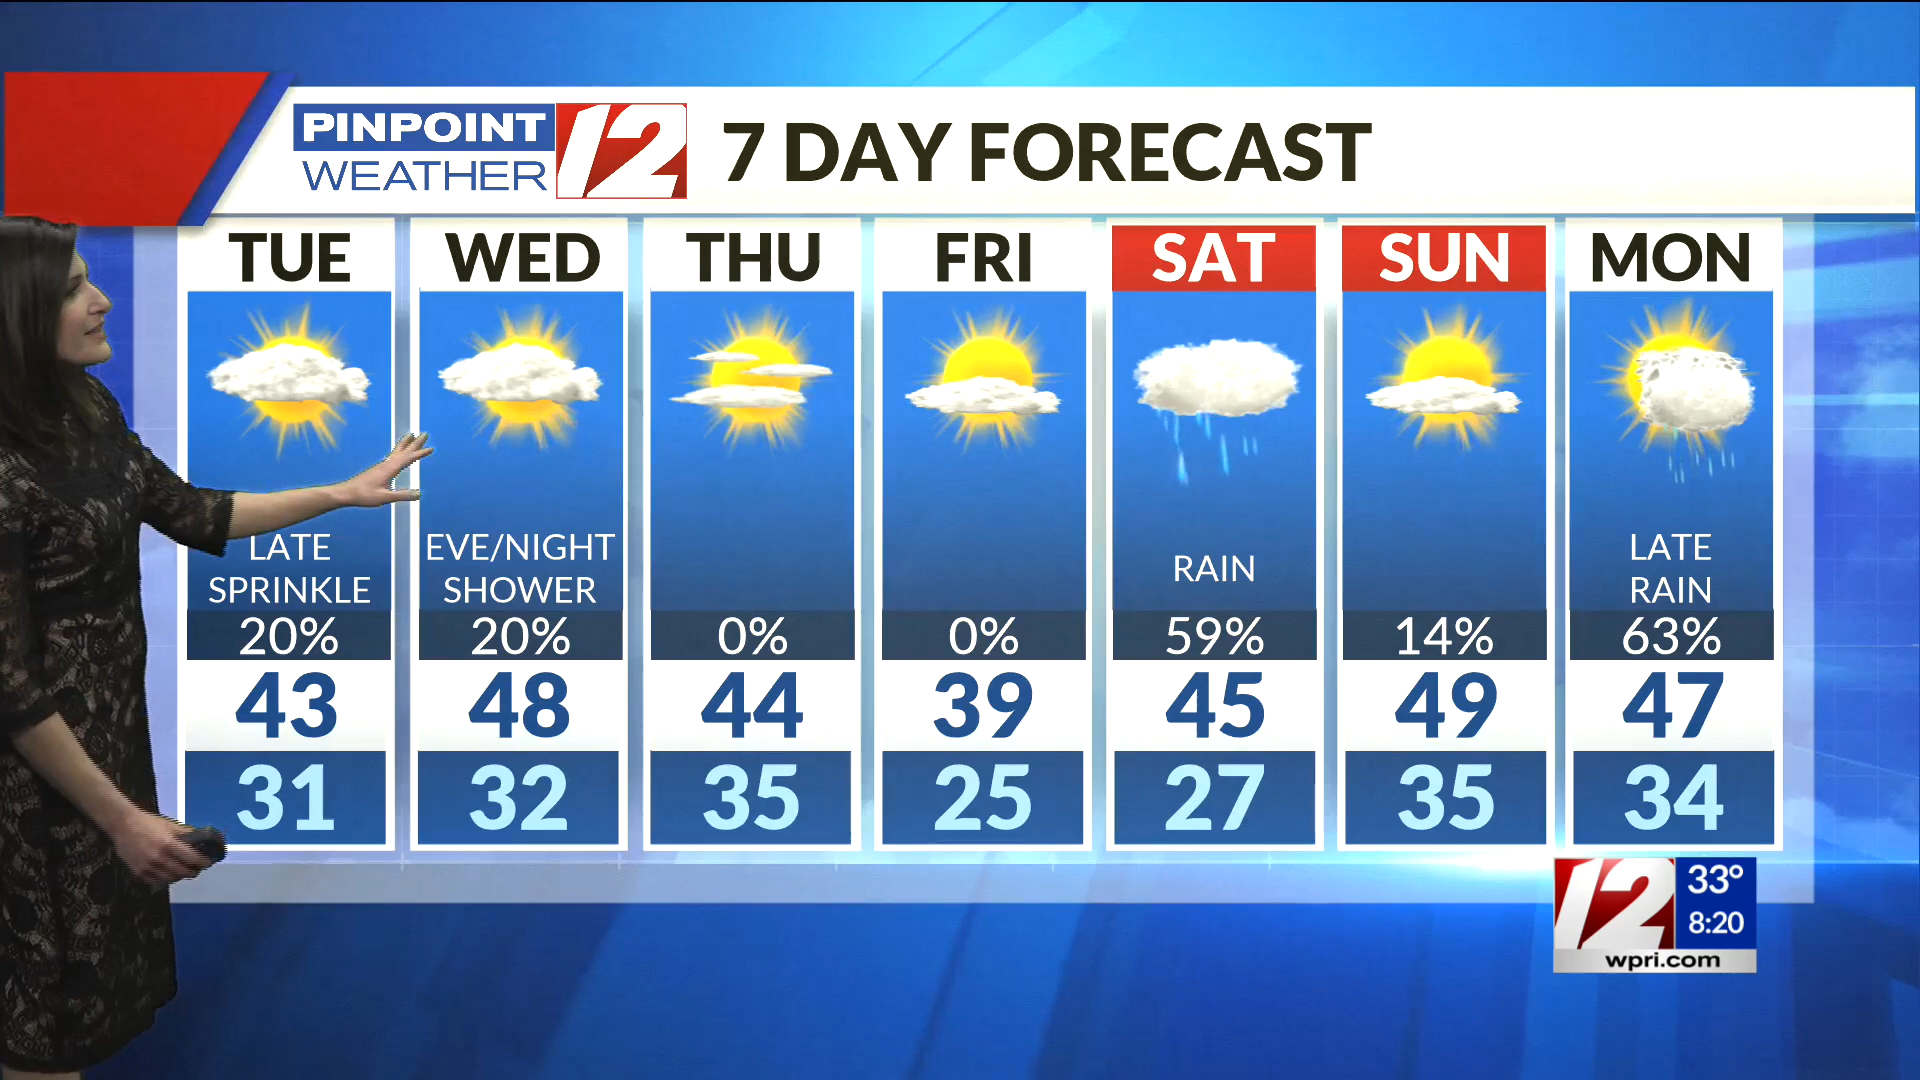 PINPOINT
WEATHER
12
7 DAY FORECAST
TUE WED THU FRI SAT SUN MON
LATE
SPRINKLE
EVE/NIGHT
SHOWER
RAIN
LATE
RAIN
20% 20% 0% 0% 59% 14% 63%
43 48 44 39 45 49 47
31 32 35 25 27 35 34
12
33°
8:20
wpri.com